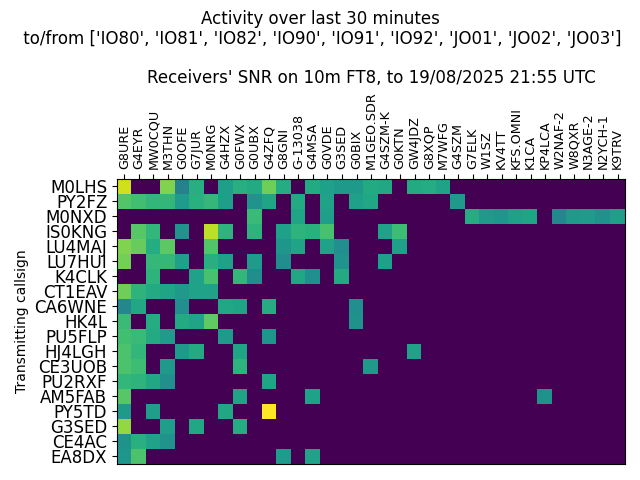 Activity over last 30 minutes
to/from ['IO80', 'IO81', 'IO82', 'IO90', 'IO91', 'IO92', 'JO01', 'JO02', 'JO03']
Receivers' SNR on 10m FT8, to 19/08/2025 21:55 UTC
G8URE
G4EYR
MW0CQU
M3THN
G0OFE
G7JUR
M0NRG
G4HZX
G0FWX
G0UBX
G4ZFQ
G8GNI
G-13038
G4MSA
G0VDE
G3SED
G0BIX
M1GEO.SDR
G4SZM-K
G0KTN
GW4JDZ
G8XQP
M7WFG
G4SZM
G7ELK
W1SZ
KV4TT
KFS.OMNI
K1CA
KP4LCA
W2NAF-2
W8QXR
N3AGE-2
N2YCH-1
K9TRV
Transmitting callsign
M0LHS
PY2FZ
M0NXD
IS0KNG
LU4MAJ
LU7HUI
K4CLK
CT1EAV
CA6WNE
HK4L
PU5FLP
HJ4LGH
CE3UOB
PU2RXF
AM5FAB
PY5TD
G3SED
CE4AC
EA8DX